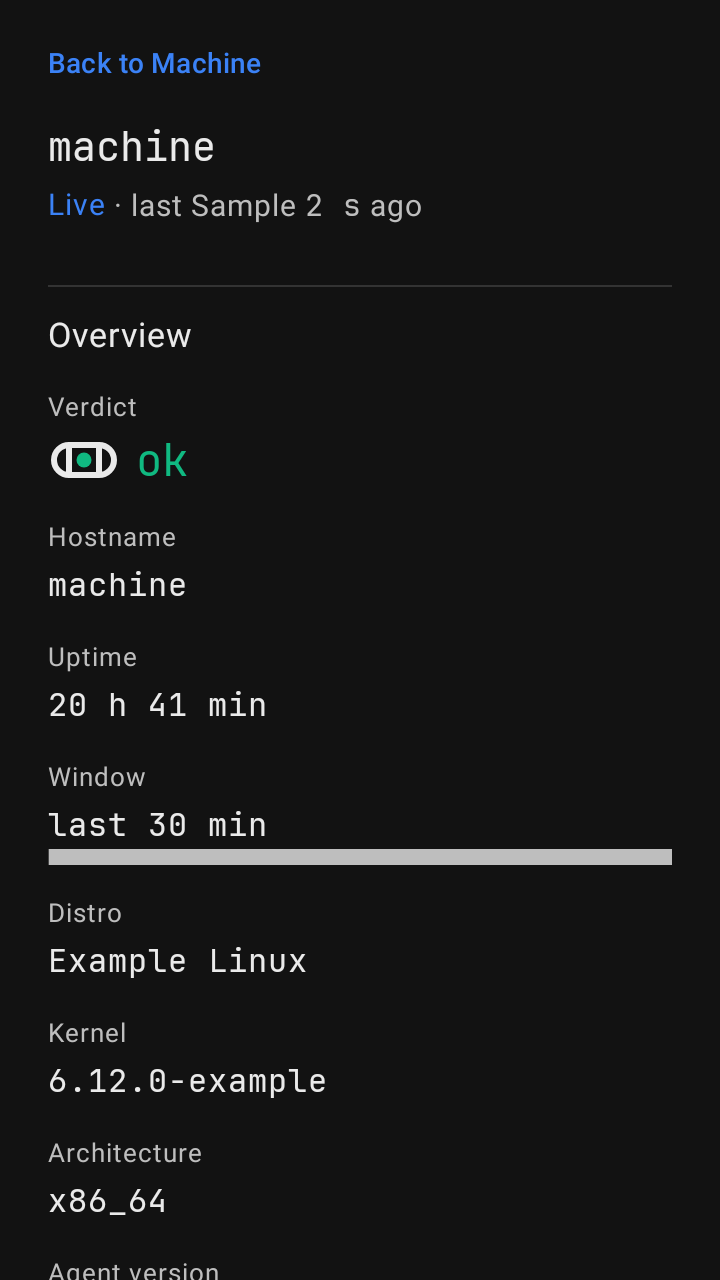 Back to Machine
machine
Live · last Sample 2 s ago
Overview
Verdict
ok
Hostname
machine
Uptime
20 h 41 min
Window
last 30 min
Distro
Example Linux
Kernel
6.12.0-example
Architecture
x86_64
Agent version